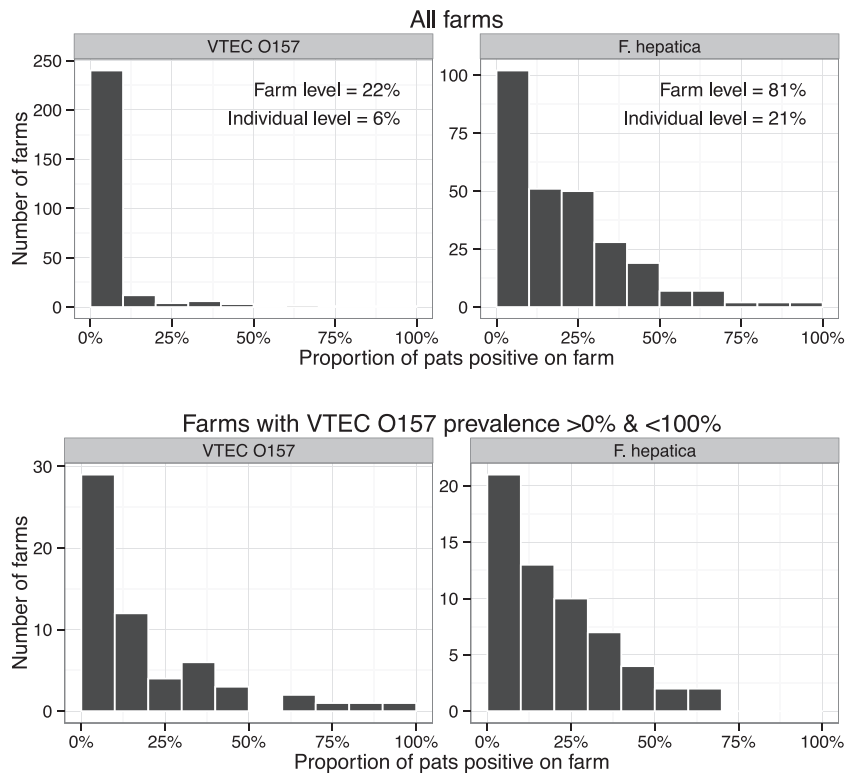 All farms
VTEC O157
F. hepatica
250
200
150
100
50
0
Number of farms
Farm level = 22%
Individual level = 6%
100
75
50
25
0
Farm level = 81%
Individual level = 21%
0% 25% 50% 75% 100%
0% 25% 50% 75% 100%
Proportion of pats positive on farm
Farms with VTEC O157 prevalence >0% & <100%
VTEC O157
F. hepatica
30
20
10
0
Number of farms
20
15
10
5
0
0% 25% 50% 75% 100%
0% 25% 50% 75% 100%
Proportion of pats positive on farm